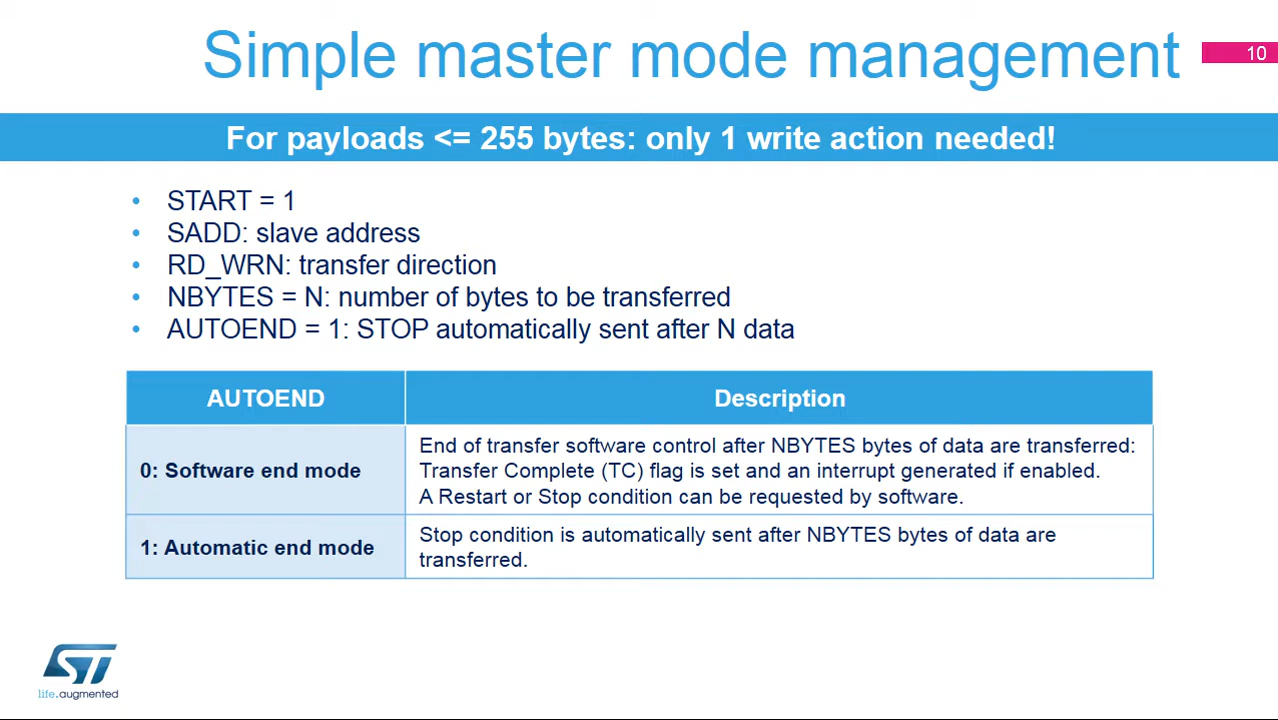 Simple master mode management
10
For payloads <= 255 bytes: only 1 write action needed!
• START = 1
• SADD: slave address
• RD_WRN: transfer direction
• NBYTES = N: number of bytes to be transferred
• AUTOEND = 1: STOP automatically sent after N data
AUTOEND
Description
0: Software end mode
End of transfer software control after NBYTES bytes of data are transferred:
Transfer Complete (TC) flag is set and an interrupt generated if enabled.
A Restart or Stop condition can be requested by software.
1: Automatic end mode
Stop condition is automatically sent after NBYTES bytes of data are
transferred.
ST
life.augmented